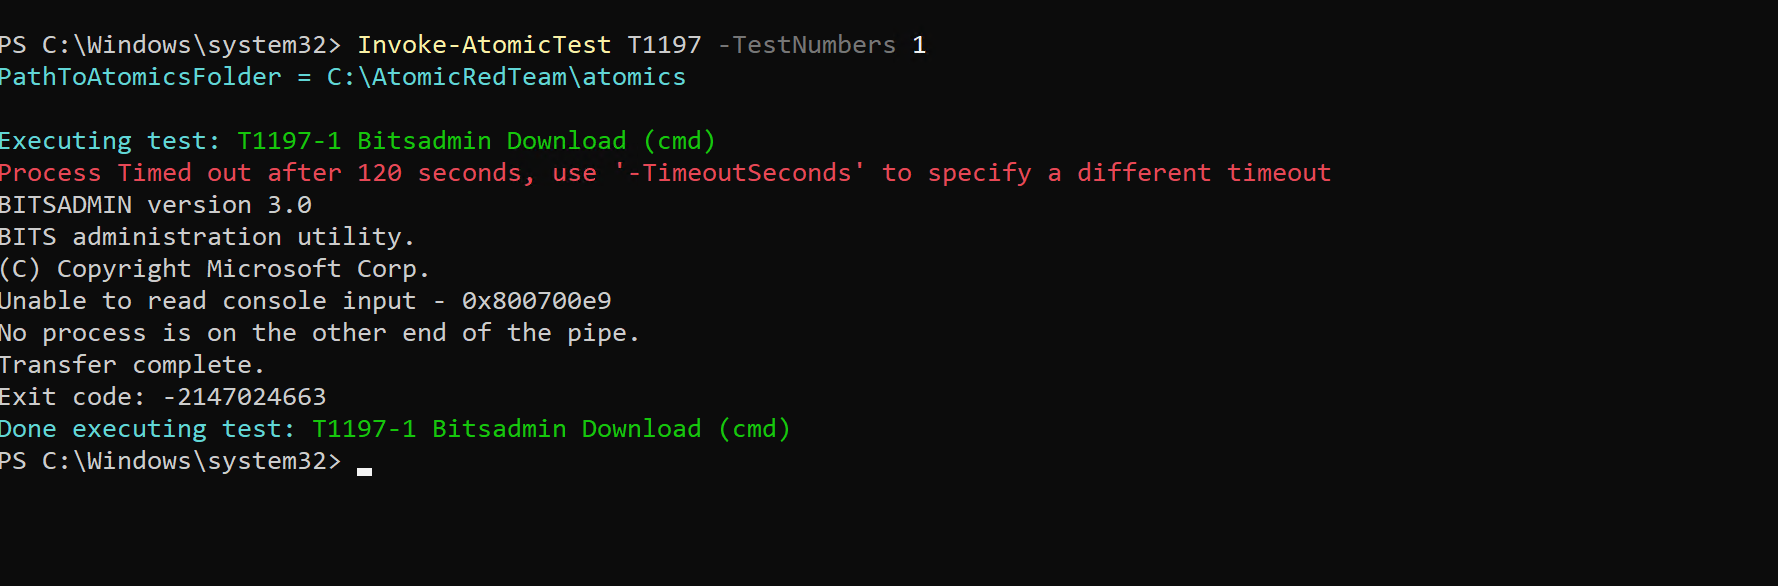 PS C:\Windows\system32> Invoke-AtomicTest T1197 -TestNumbers 1
PathToAtomicsFolder = C:\AtomicRedTeam\atomics
Executing test: T1197-1 Bitsadmin Download (cmd)
Process Timed out after 120 seconds, use '-TimeoutSeconds' to specify a different timeout
BITSADMIN version 3.0
BITS administration utility.
(C) Copyright Microsoft Corp.
Unable to read console input - 0x800700e9
No process is on the other end of the pipe.
Transfer complete.
Exit code: -2147024663
Done executing test: T1197-1 Bitsadmin Download (cmd)
PS C:\Windows\system32>